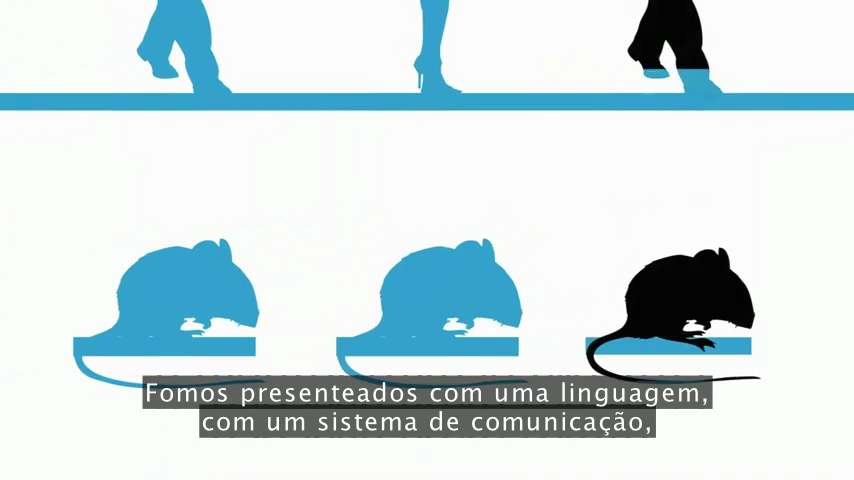 Fomos presenteados com uma linguagem,
com um sistema de comunicação,